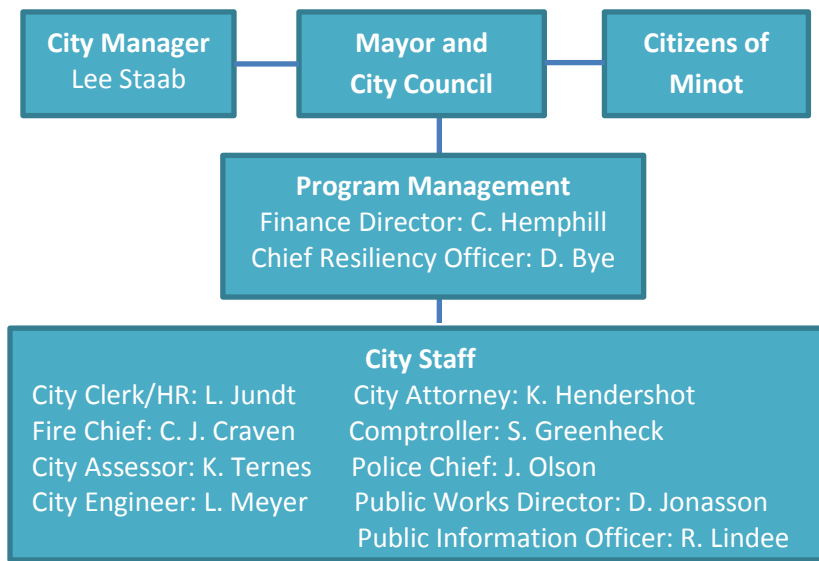 City Manager
Lee Staab
Mayor and
City Council
Citizens of
Minot
Program Management
Finance Director: C. Hemphill
Chief Resiliency Officer: D. Bye
City Staff
City Clerk/HR: L. Jundt City Attorney: K. Hendershot
Fire Chief: C. J. Craven Comptroller: S. Greenheck
City Assessor: K. Ternes Police Chief: J. Olson
City Engineer: L. Meyer Public Works Director: D. Jonasson
Public Information Officer: R. Lindee